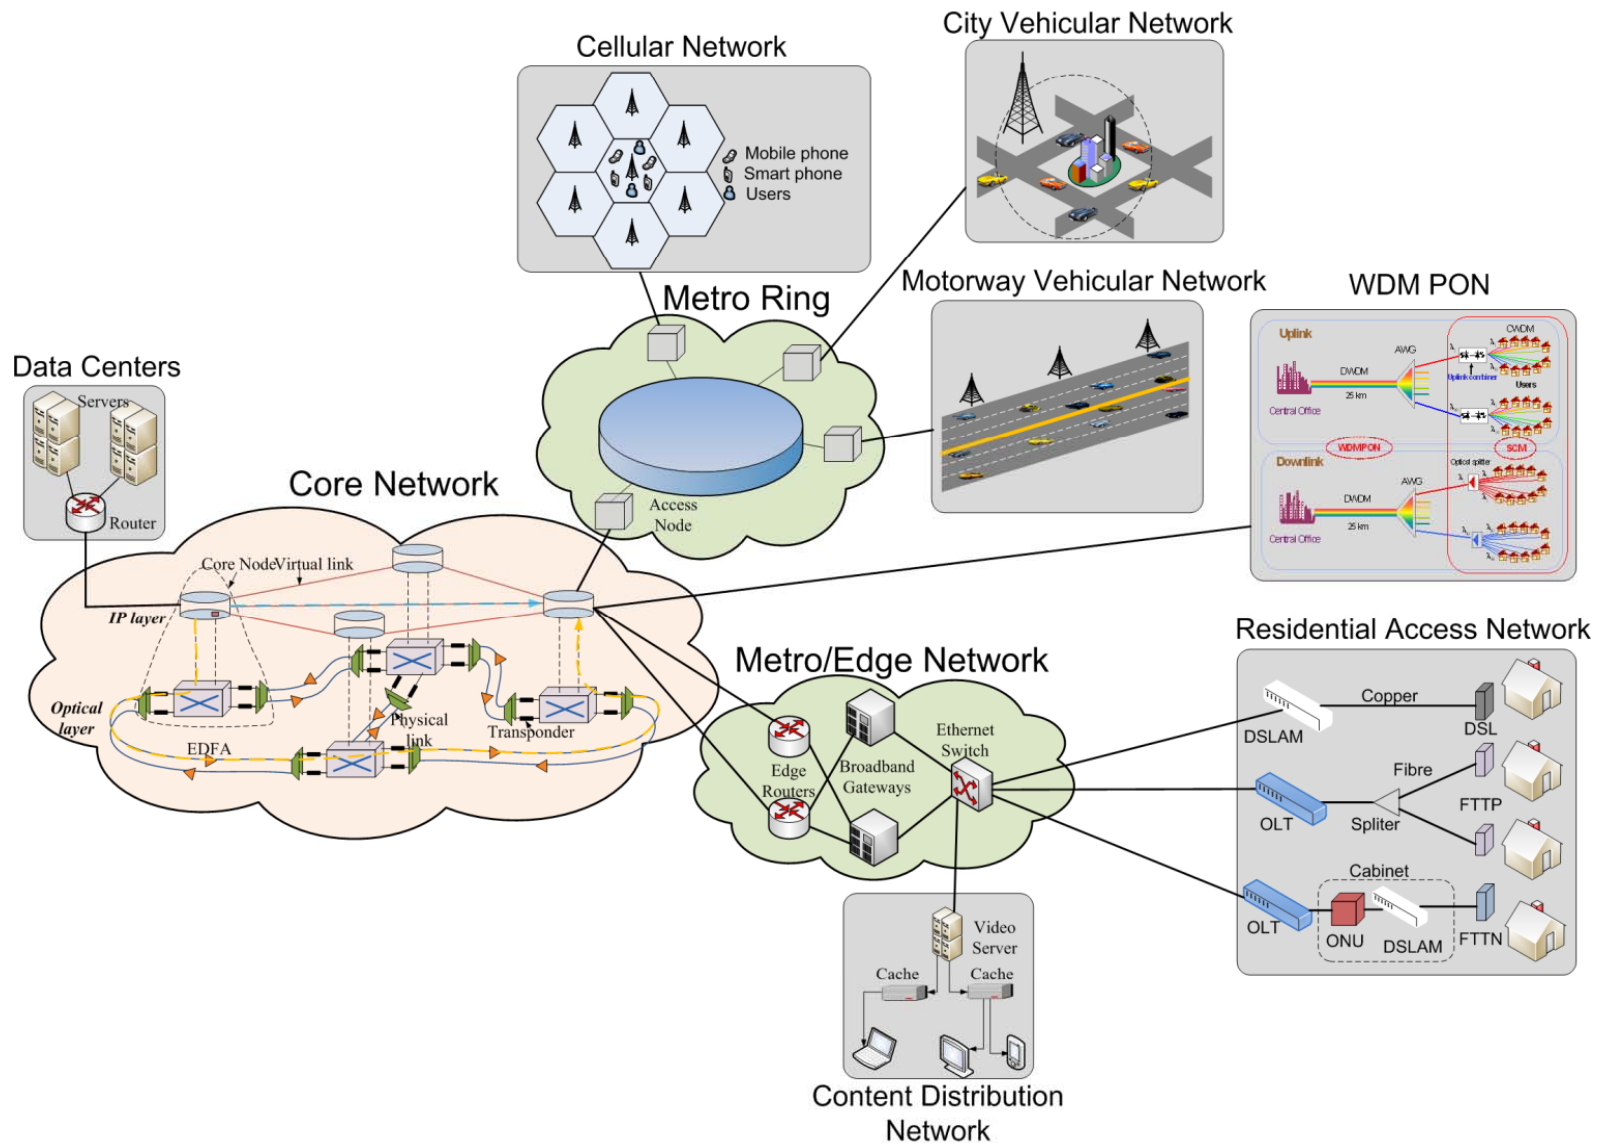 City Vehicular Network
Cellular Network
Mobile phone
Smart phone
Users
Motorway Vehicular Network
WDM PON
Metro Ring
Uplink
CWDM
AWG
DWDM
Uplink combiner
25 km
Users
Central Office
WDMPON
SCM
Downlink
Optical splitter
AWG
DWDM
25 km
Central Office
Data Centers
Servers
Router
Core Network
Access
Node
Core Node
Virtual link
IP layer
Optical
layer
EDFA
Physical
link
Transponder
Metro/Edge Network
Edge
Routers
Broadband
Gateways
Ethernet
Switch
Residential Access Network
Copper
DSLAM
DSL
Fibre
OLT
Spliter
FTTP
Cabinet
OLT
ONU
DSLAM
FTTN
Video
Server
Cache
Cache
Content Distribution
Network